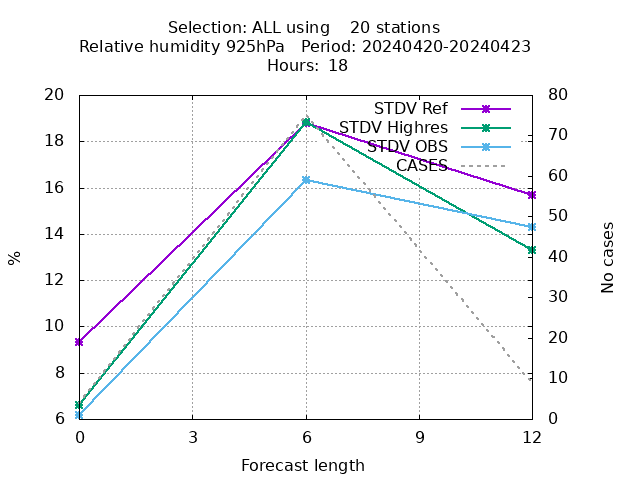 Selection: ALL using    20 stations
Relative humidity 925hPa   Period: 20240420-20240423
Hours: 18
STDV Ref
STDV Highres
STDV OBS
CASES
20
18
16
14
12
10
8
6
80
70
60
50
40
30
20
10
0
%
No cases
0
3
6
9
12
Forecast length